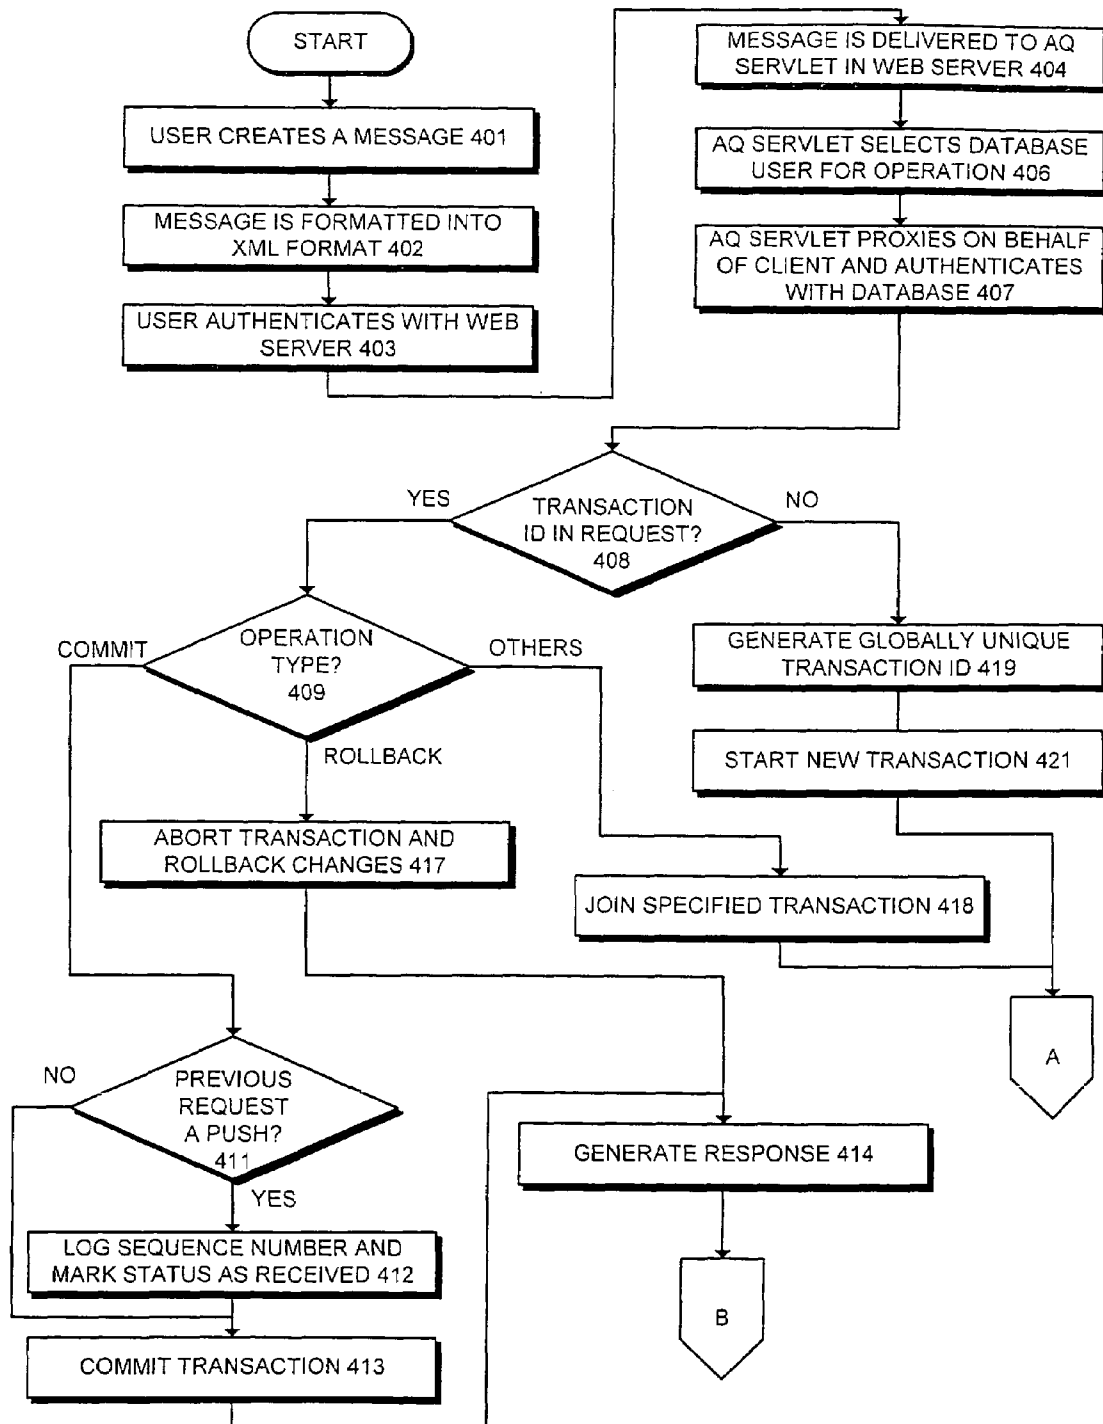 START
USER CREATES A MESSAGE 401
MESSAGE IS FORMATTED INTO
XML FORMAT 402
USER AUTHENTICATES WITH WEB
SERVER 403
MESSAGE IS DELIVERED TO AQ
SERVLET IN WEB SERVER 404
AQ SERVLET SELECTS DATABASE
USER FOR OPERATION 406
AQ SERVLET PROXIES ON BEHALF
OF CLIENT AND AUTHENTICATES
WITH DATABASE 407
YES
TRANSACTION
ID IN REQUEST?
408
NO
COMMIT
OPERATION
TYPE?
409
OTHERS
ROLLBACK
GENERATE GLOBALLY UNIQUE
TRANSACTION ID 419
START NEW TRANSACTION 421
ABORT TRANSACTION AND
ROLLBACK CHANGES 417
JOIN SPECIFIED TRANSACTION 418
A
NO
PREVIOUS
REQUEST
A PUSH?
411
YES
GENERATE RESPONSE 414
LOG SEQUENCE NUMBER AND
MARK STATUS AS RECEIVED 412
B
COMMIT TRANSACTION 413